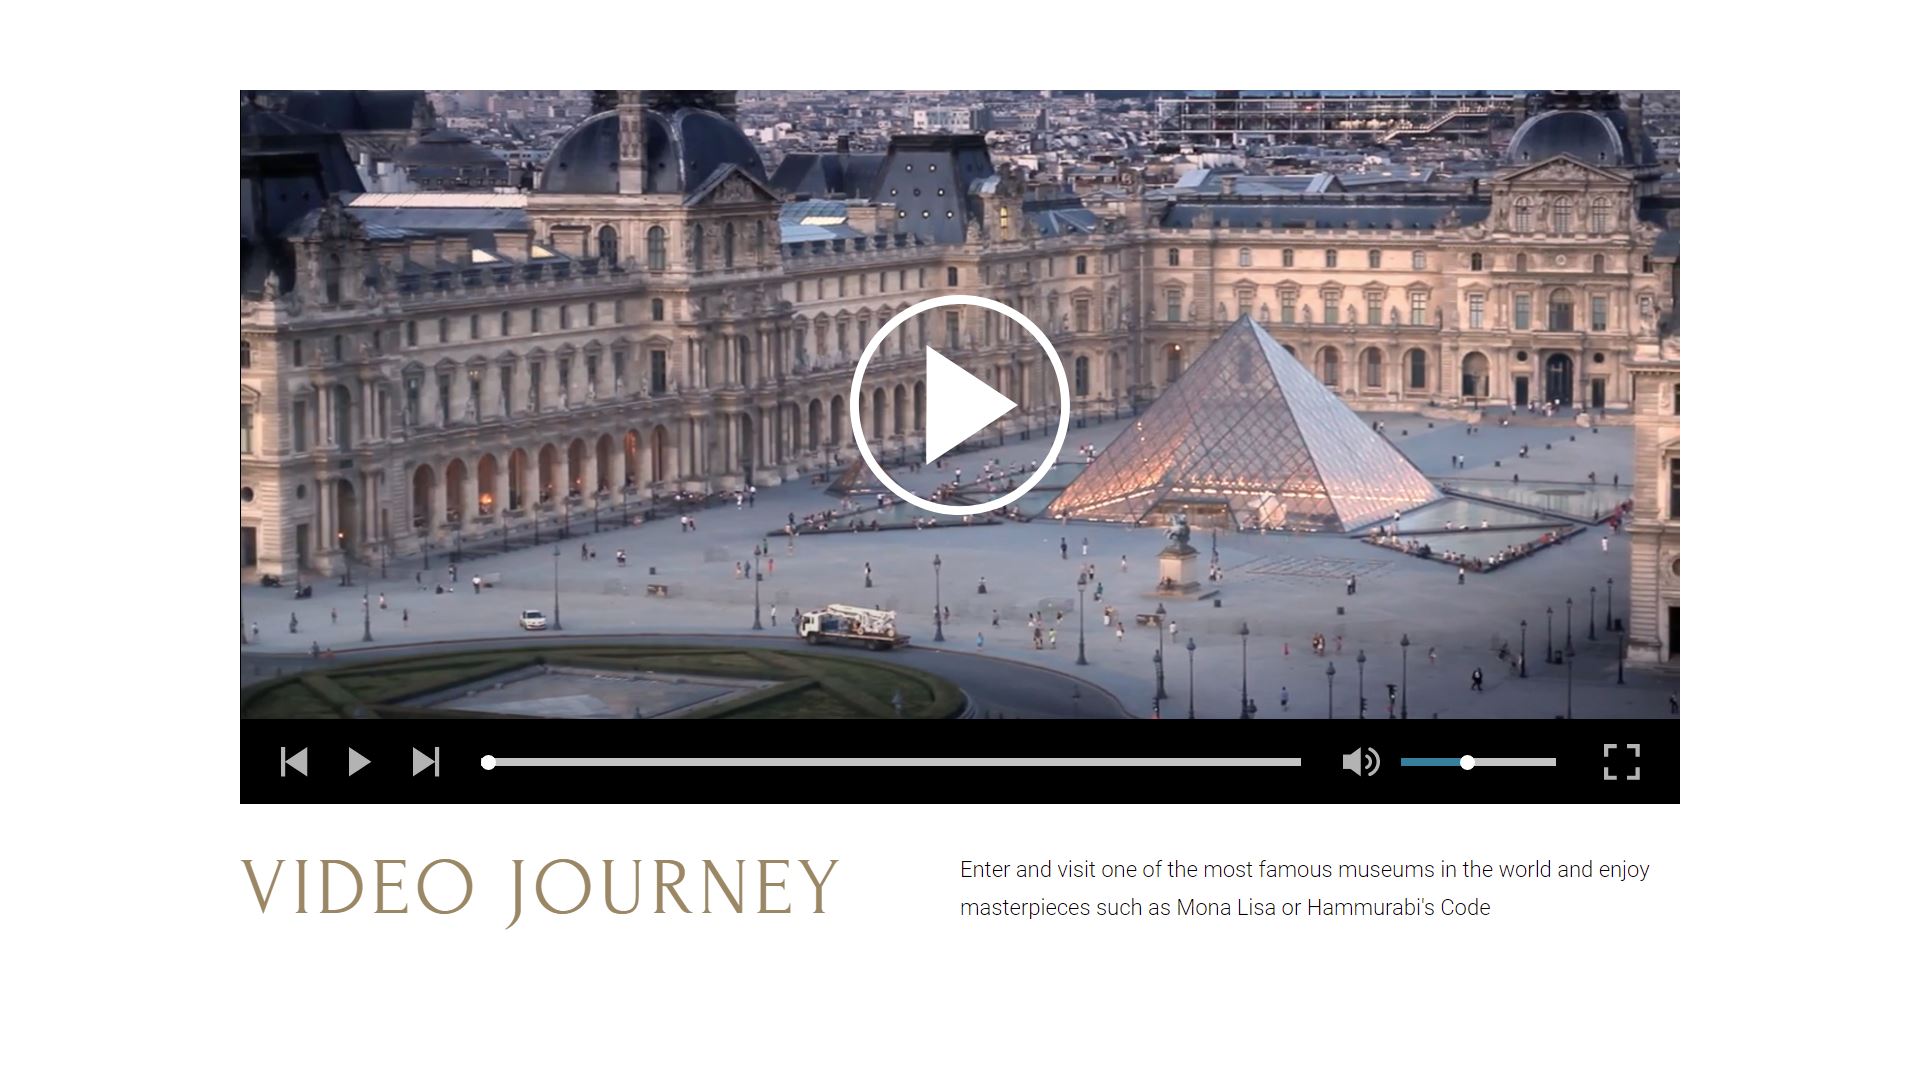 VIDEO JOURNEY
Enter and visit one of the most famous museums in the world and enjoy
masterpieces such as Mona Lisa or Hammurabi's Code